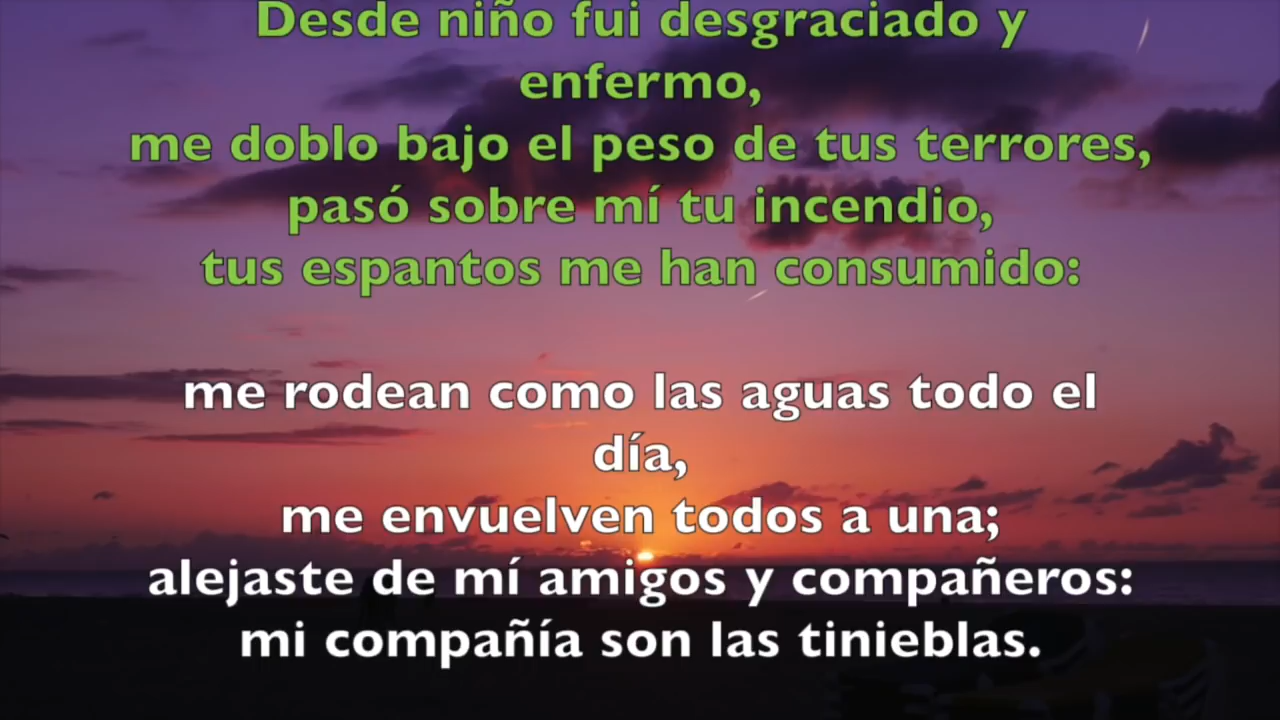 Desde niño fui desgraciado y
enfermo,
me doblo bajo el peso de tus terrores,
pasó sobre mí tu incendio,
tus espantos me han consumido:
me rodean como las aguas todo el
día,
me envuelven todos a una;
alejaste de mí amigos y compañeros:
mi compañía son las tinieblas.